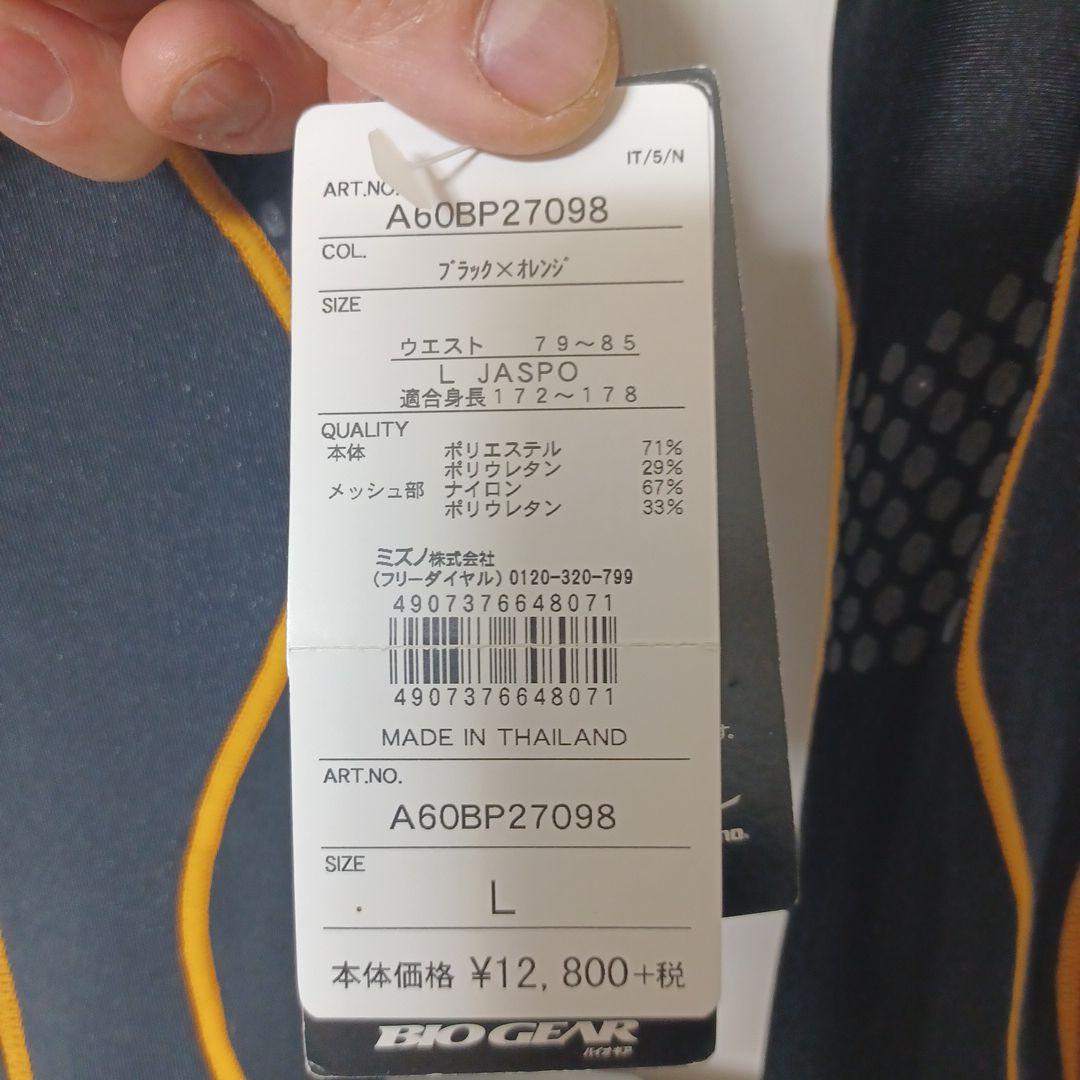 IT/5/N
ART.NO.
A60BP27098
COL.
ﾌﾞﾗｯｸ×ｵﾚﾝｼﾞ
SIZE
ウエスト 79～85
L JASPO
適合身長172～178
QUALITY
本体 ポリエステル 71%
ポリウレタン 29%
メッシュ部 ナイロン 67%
ポリウレタン 33%
ミズノ株式会社
(フリーダイヤル) 0120-320-799
4907376648071
4907376648071
MADE IN THAILAND
ART.NO.
A60BP27098
SIZE
L
本体価格 ¥12,800+税
BIOGEAR
バイオギア